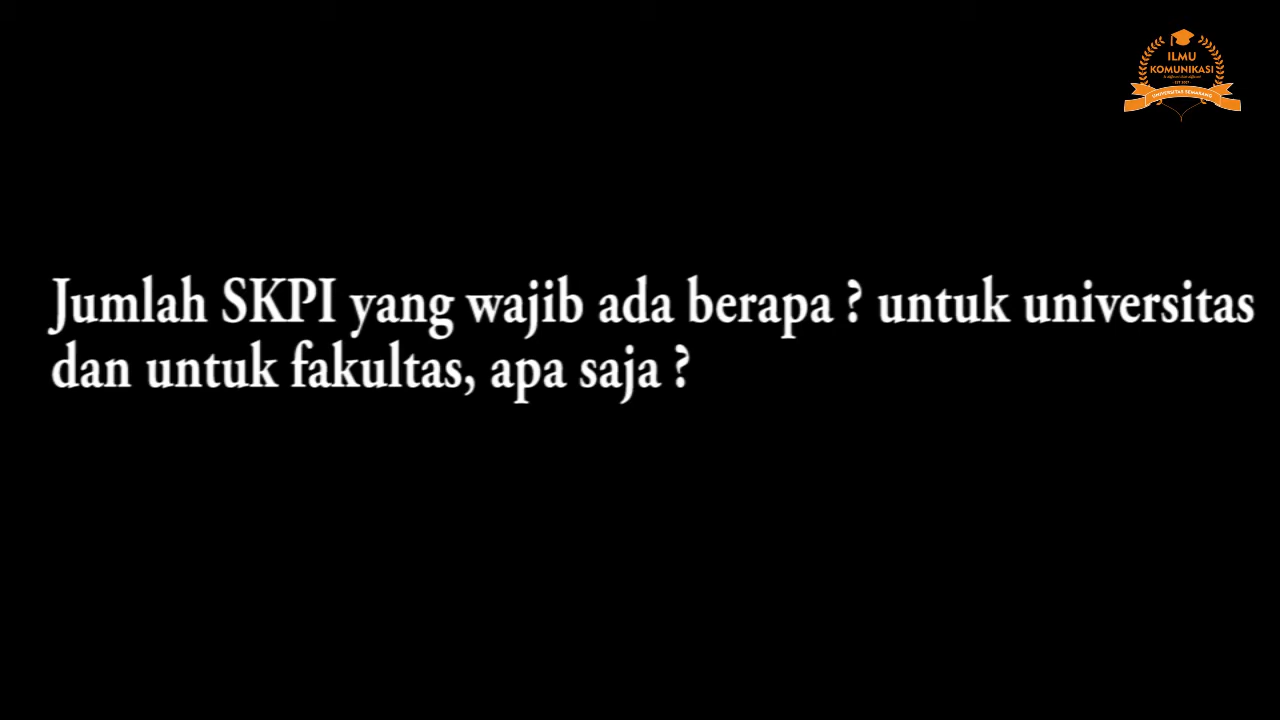 ILMU
KOMUNIKASI
UNIVERSITAS SEMARANG
Jumlah SKPI yang wajib ada berapa ? untuk universitas
dan untuk fakultas, apa saja ?